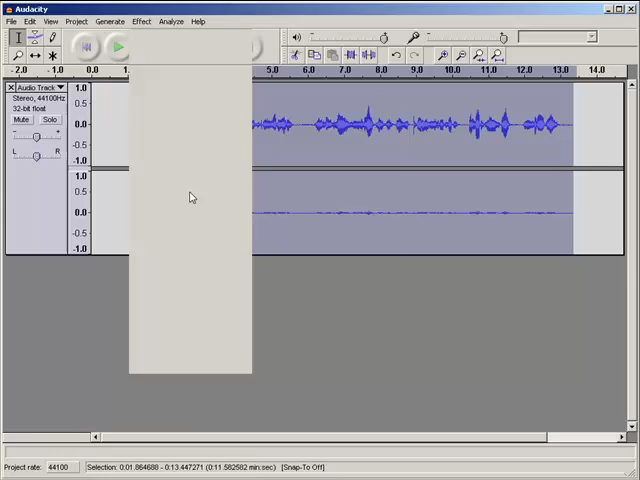 Audacity
File Edit View Project Generate Effect Analyze Help
-2.0 -1.0 0.0 1 5.0 6.0 7.0 8.0 9.0 10.0 11.0 12.0 13.0 14.0
Audio Track
Stereo, 44100Hz
32-bit float
Mute Solo
- +
L R
1.0
0.5
0.0
-0.5
-1.0
1.0
0.5
0.0
-0.5
-1.0
Project rate: 44100 Selection: 0:01.864688 - 0:13.447271 (0:11.582582 min:sec) [Snap-To Off]